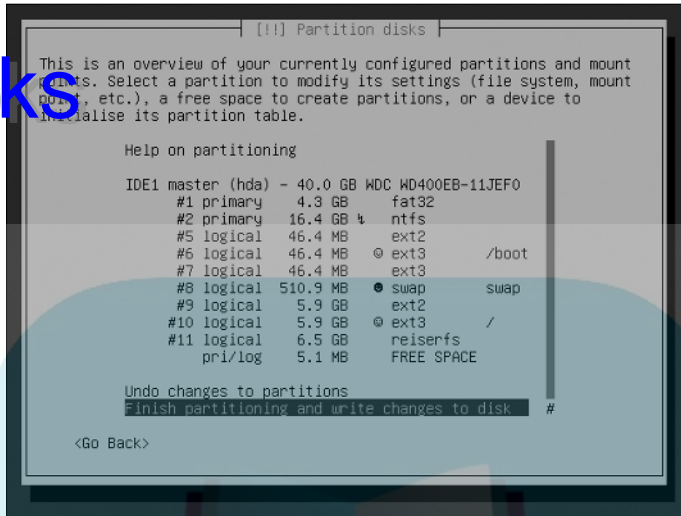 [!!] Partition disks
This is an overview of your currently configured partitions and mount
points. Select a partition to modify its settings (file system, mount
point, etc.), a free space to create partitions, or a device to
initialise its partition table.
ks
Help on partitioning
IDE1 master (hda) - 40.0 GB WDC WD400EB-11JEF0
#1 primary 4.3 GB fat32
#2 primary 16.4 GB ntfs
#5 logical 46.4 MB ext2
#6 logical 46.4 MB ☺ ext3 /boot
#7 logical 46.4 MB ext3
#8 logical 510.9 MB ☻ swap swap
#9 logical 5.9 GB ext2
#10 logical 5.9 GB ☺ ext3 /
#11 logical 6.5 GB reiserfs
pri/log 5.1 MB FREE SPACE
Undo changes to partitions
Finish partitioning and write changes to disk #
<Go Back>